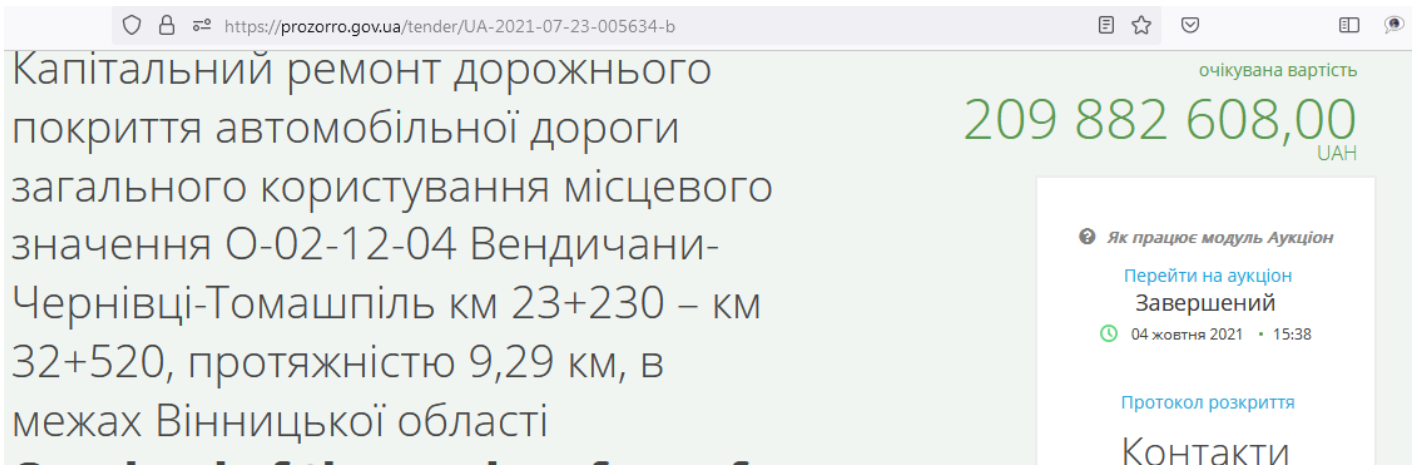 https://prozorro.gov.ua/tender/UA-2021-07-23-005634-b
Капітальний ремонт дорожнього
покриття автомобільної дороги
загального користування місцевого
значення О-02-12-04 Вендичани-
Чернівці-Томашпіль км 23+230 – км
32+520, протяжністю 9,29 км, в
межах Вінницької області
очікувана вартість
209 882 608,00
UAH
Як працює модуль Аукціон
Перейти на аукціон
Завершений
04 жовтня 2021 • 15:38
Протокол розкриття
Контакти